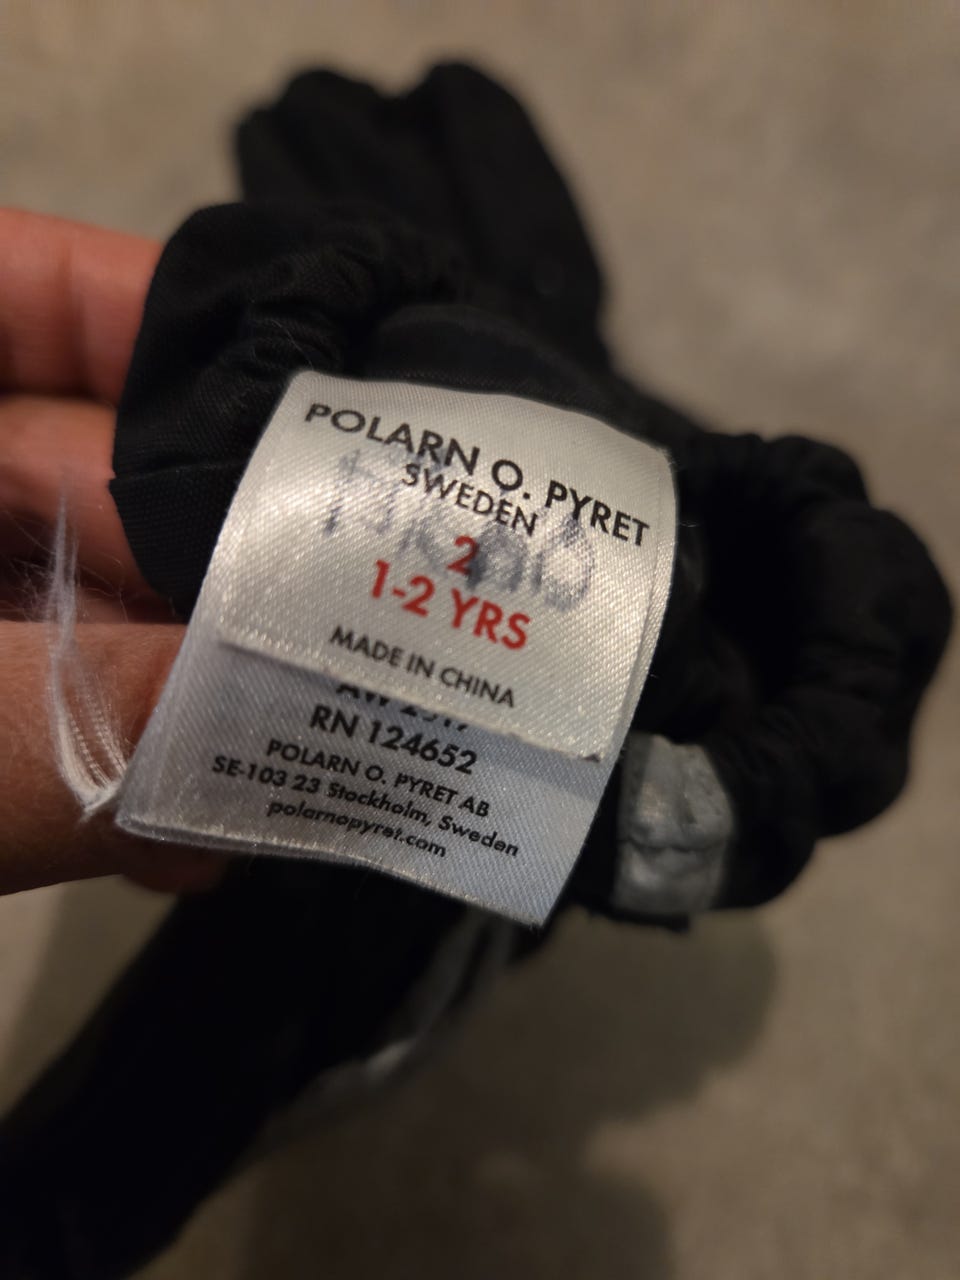 POLARN O. PYRET
SWEDEN
2
1-2 YRS
MADE IN CHINA
RN 124652
POLARN O. PYRET AB
SE-103 23 Stockholm, Sweden
polarnopyret.com